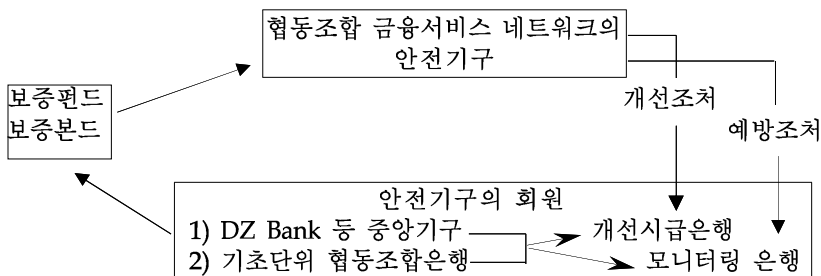 협동조합 금융서비스 네트워크의
안전기구
보증펀드
보증본드
개선조처
예방조처
안전기구의 회원
1) DZ Bank 등 중앙기구
2) 기초단위 협동조합은행
개선시급은행
모니터링 은행